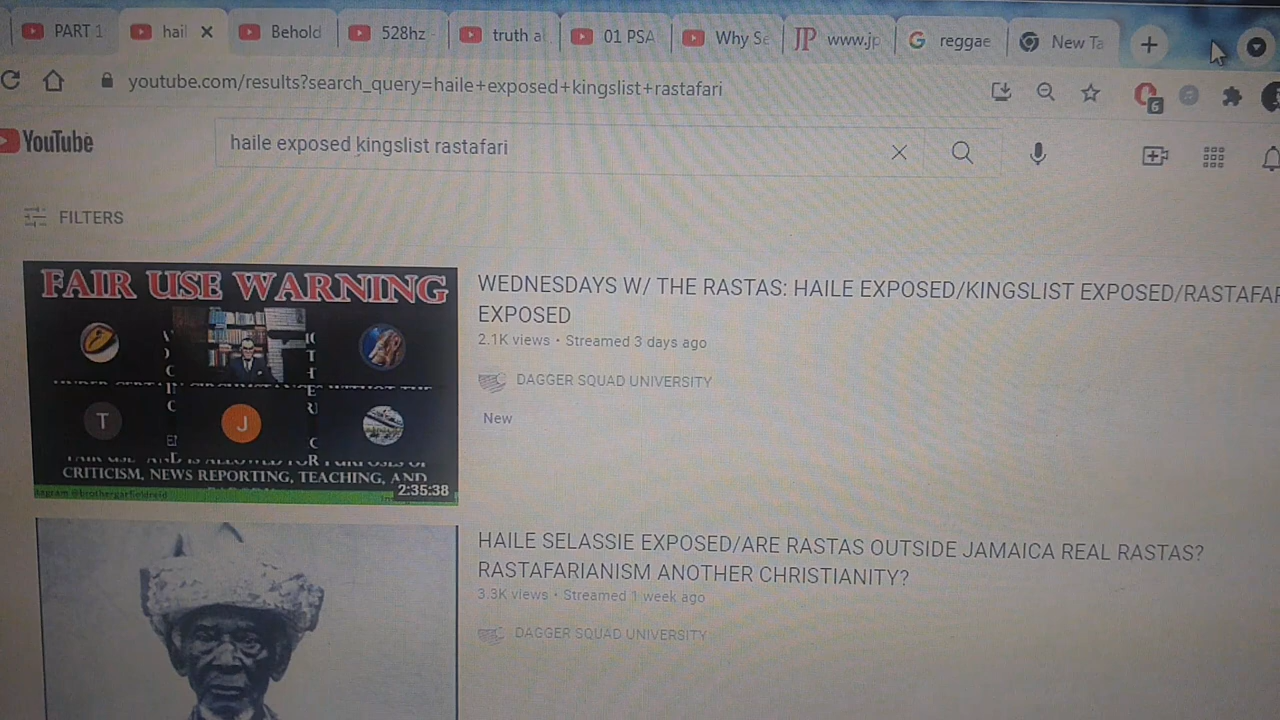 PART 1
hail
Behold
528hz -
truth a
01 PSA
Why Se
JP www.jp
G reggae
New Ta
youtube.com/results?search_query=haile+exposed+kingslist+rastafari
6
YouTube
haile exposed kingslist rastafari
FILTERS
FAIR USE WARNING
T
J
CRITICISM, NEWS REPORTING, TEACHING, AND
2:35:38
WEDNESDAYS W/ THE RASTAS: HAILE EXPOSED/KINGSLIST EXPOSED/RASTAFAR
EXPOSED
2.1K views • Streamed 3 days ago
DAGGER SQUAD UNIVERSITY
New
HAILE SELASSIE EXPOSED/ARE RASTAS OUTSIDE JAMAICA REAL RASTAS?
RASTAFARIANISM ANOTHER CHRISTIANITY?
3.3K views • Streamed 1 week ago
DAGGER SQUAD UNIVERSITY